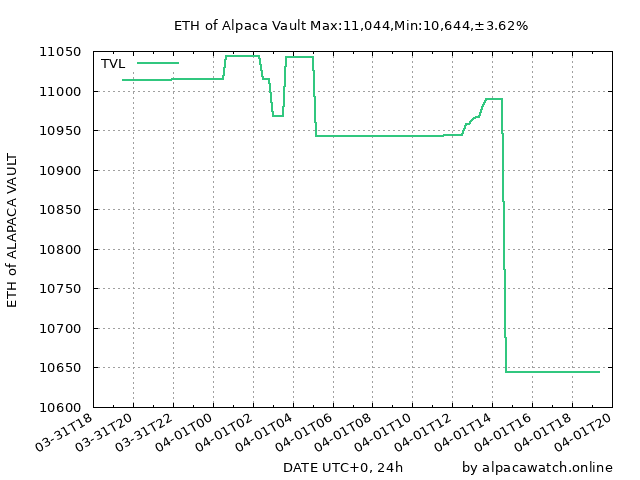 ETH of Alpaca Vault Max:11,044,Min:10,644,±3.62%
TVL
11050
11000
10950
10900
10850
10800
10750
10700
10650
10600
ETH of ALAPACA VAULT
03-31T18
03-31T20
03-31T22
04-01T00
04-01T02
04-01T04
04-01T06
04-01T08
04-01T10
04-01T12
04-01T14
04-01T16
04-01T18
04-01T20
DATE UTC+0, 24h
by alpacawatch.online